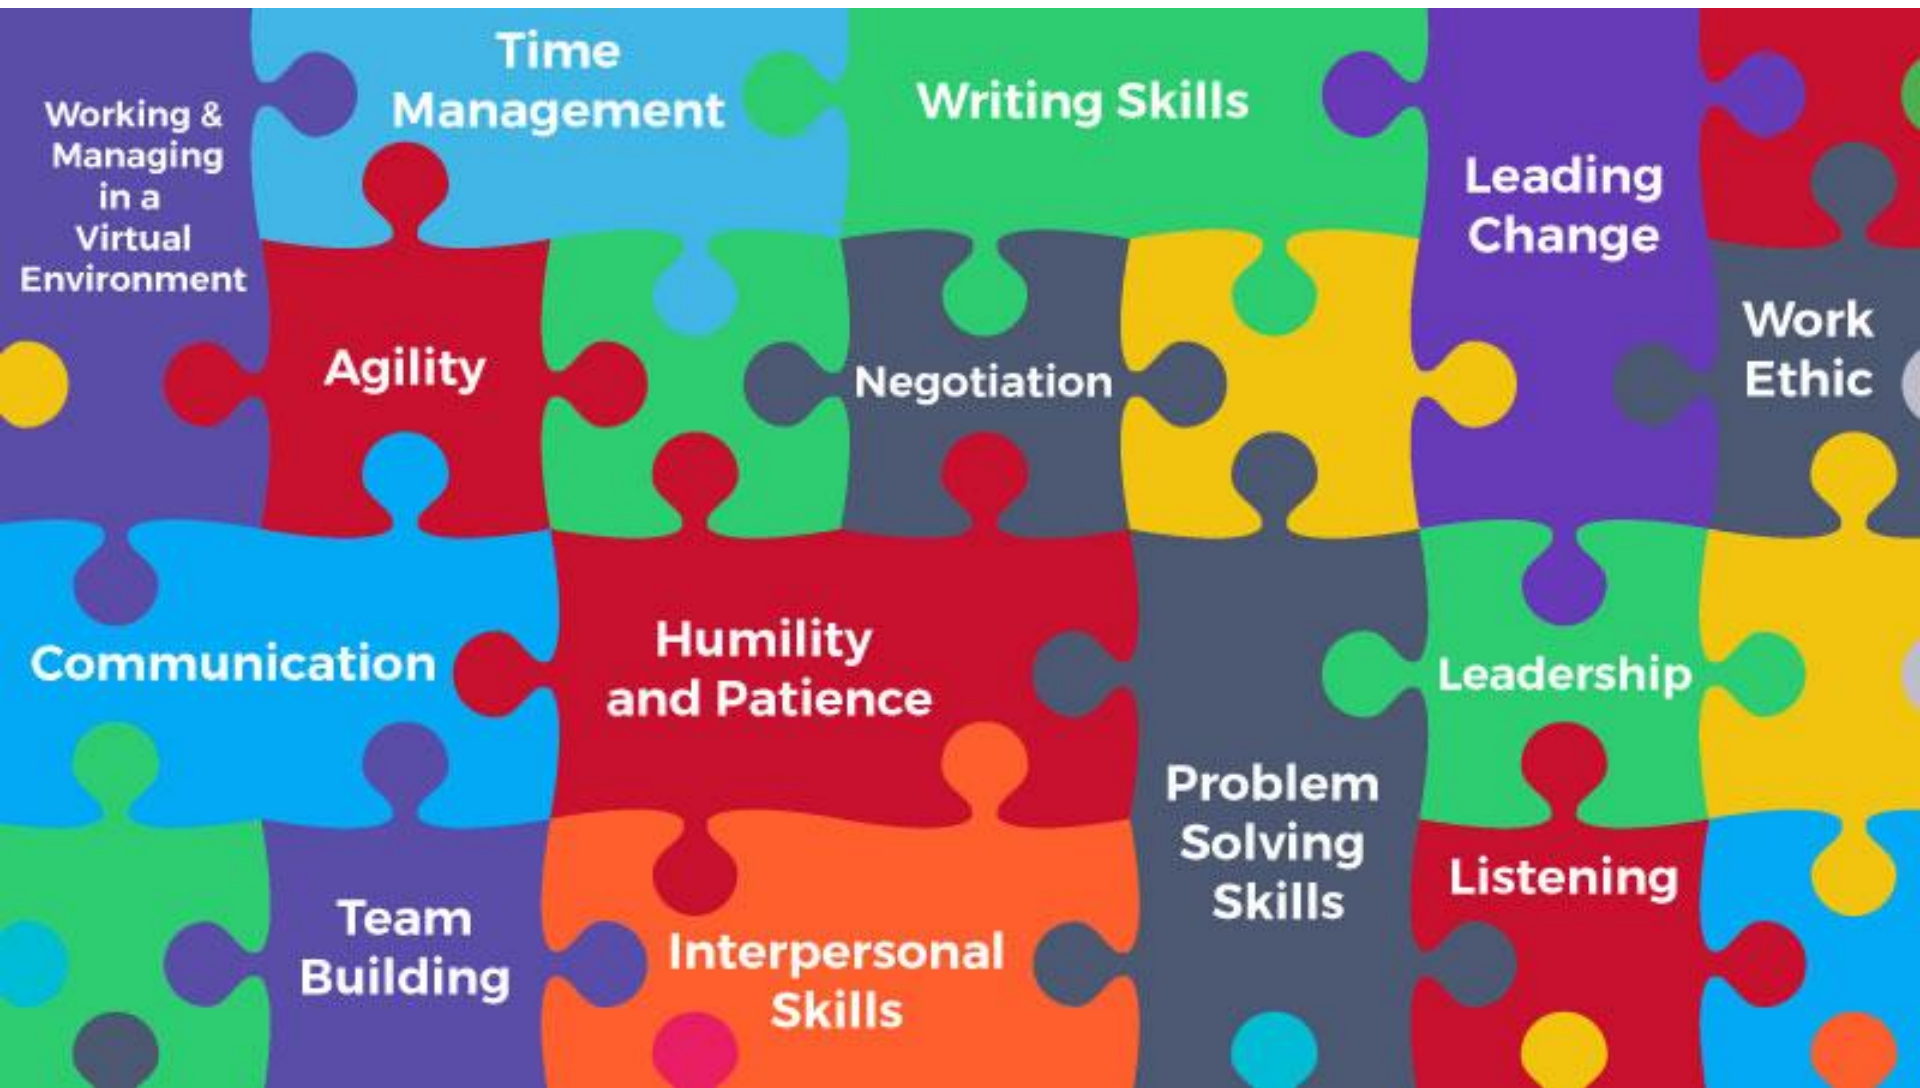 Working &
Managing
in a
Virtual
Environment
Time
Management
Writing Skills
Leading
Change
Work
Ethic
Agility
Negotiation
Communication
Humility
and Patience
Problem
Solving
Skills
Leadership
Listening
Team
Building
Interpersonal
Skills